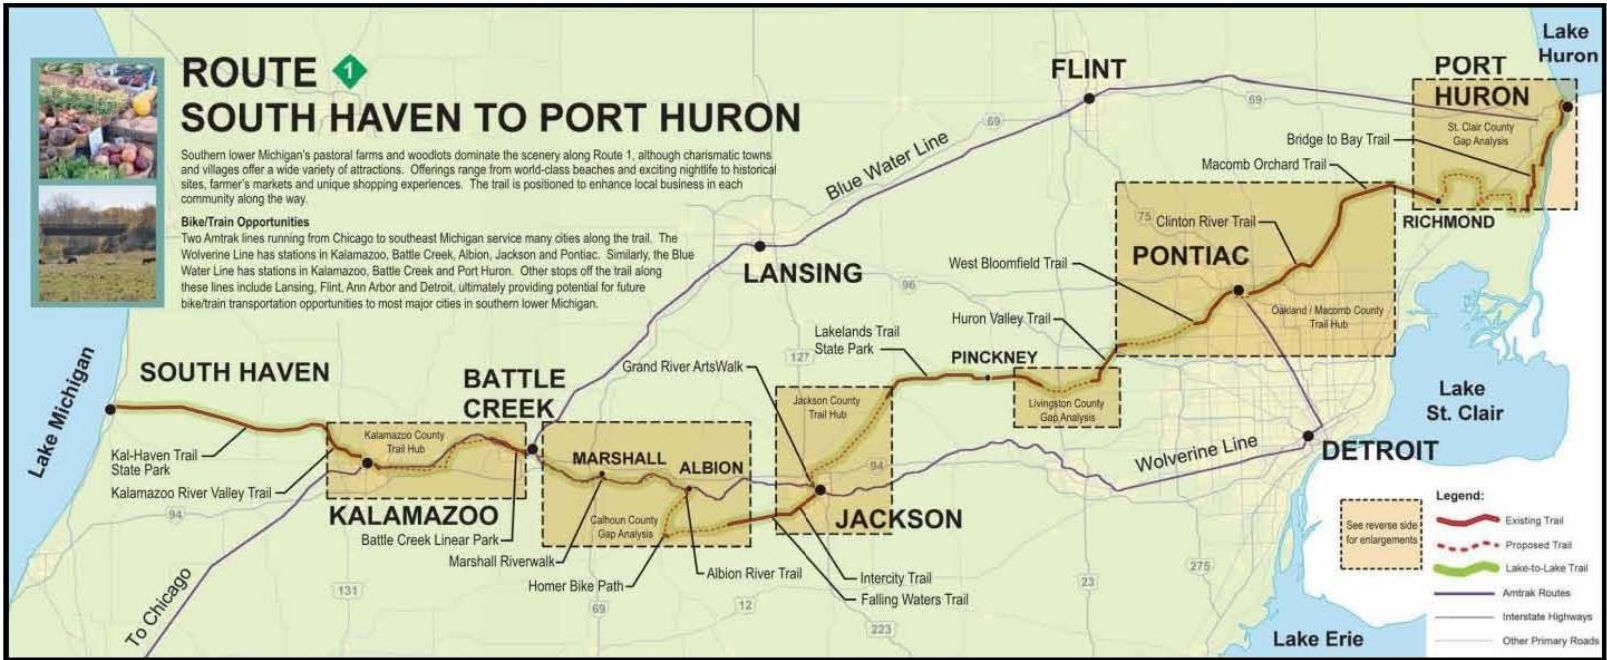 ROUTE 1
SOUTH HAVEN TO PORT HURON
Southern lower Michigan's pastoral farms and woodlots dominate the scenery along Route 1, although charismatic towns
and villages offer a wide variety of attractions. Offerings range from world-class beaches and exciting nightlife to historical
sites, farmer's markets and unique shopping experiences. The trail is positioned to enhance local business in each
community along the way.
Bike/Train Opportunities
Two Amtrak lines running from Chicago to southeast Michigan service many cities along the trail. The
Wolverine Line has stations in Kalamazoo, Battle Creek, Albion, Jackson and Pontiac. Similarly, the Blue
Water Line has stations in Kalamazoo, Battle Creek and Port Huron. Other stops off the trail along
these lines include Lansing, Flint, Ann Arbor and Detroit, ultimately providing potential for future
bike/train transportation opportunities to most major cities in southern lower Michigan.
Lake
Huron
PORT
HURON
St. Clair County
Gap Analysis
FLINT
69
69
Bridge to Bay Trail
Macomb Orchard Trail
RICHMOND
Blue Water Line
75
Clinton River Trail
PONTIAC
West Bloomfield Trail
Oakland / Macomb County
Trail Hub
LANSING
96
Huron Valley Trail
Lakelands Trail
State Park
PINCKNEY
127
Grand River ArtsWalk
Livingston County
Gap Analysis
Jackson County
Trail Hub
Lake
St. Clair
Lake Michigan
SOUTH HAVEN
BATTLE
CREEK
Kalamazoo County
Trail Hub
Kal-Haven Trail
State Park
Kalamazoo River Valley Trail
94
KALAMAZOO
Battle Creek Linear Park
MARSHALL
ALBION
94
Calhoun County
Gap Analysis
JACKSON
Wolverine Line
DETROIT
Marshall Riverwalk
Homer Bike Path
Albion River Trail
Intercity Trail
Falling Waters Trail
To Chicago
131
69
12
223
23
275
Lake Erie
See reverse side
for enlargements
Legend:
Existing Trail
Proposed Trail
Lake-to-Lake Trail
Amtrak Routes
Interstate Highways
Other Primary Roads